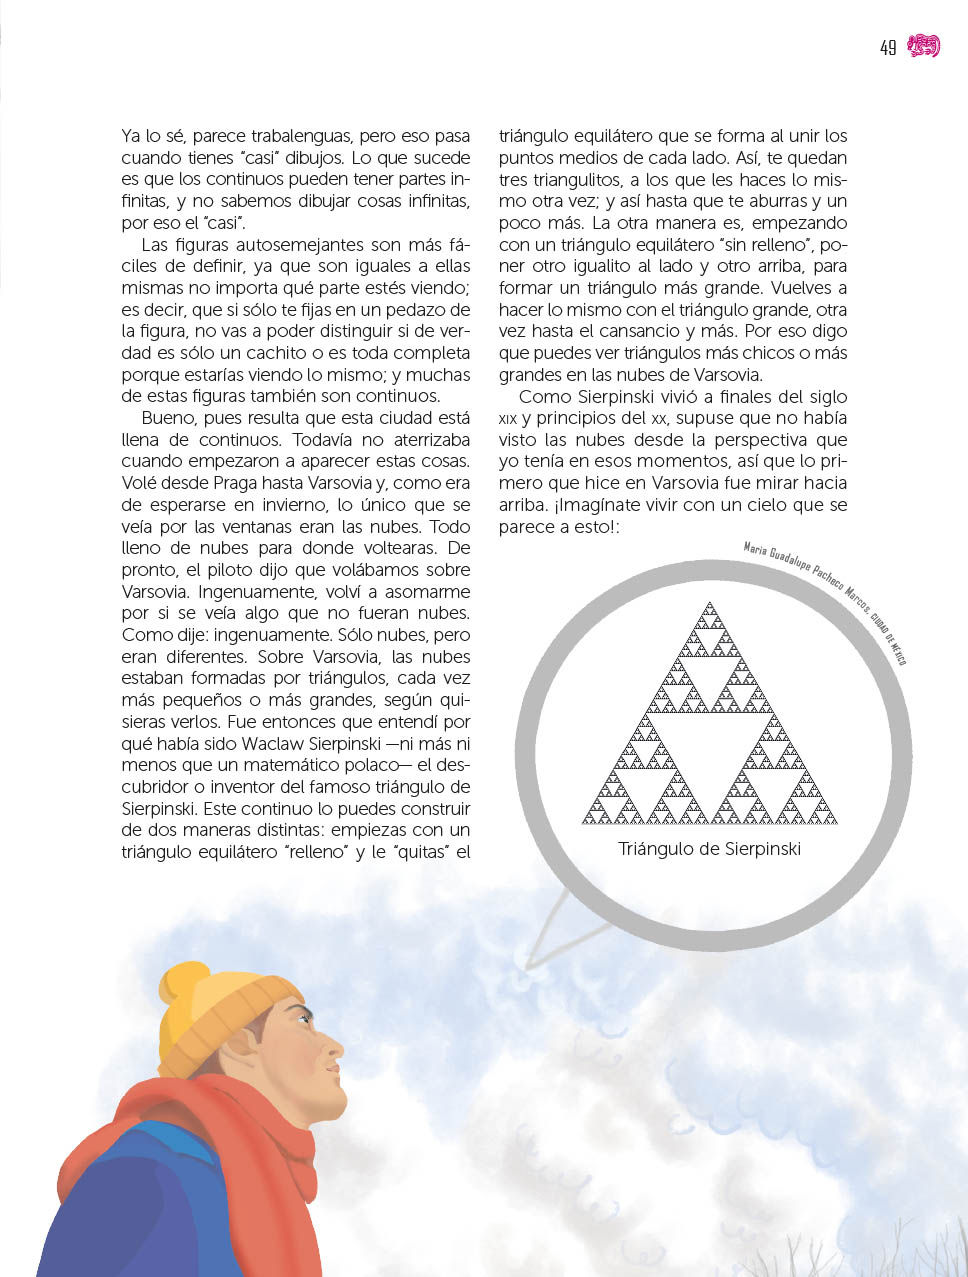 49
Ya lo sé, parece trabalenguas, pero eso pasa
cuando tienes “casi” dibujos. Lo que sucede
es que los continuos pueden tener partes in-
finitas, y no sabemos dibujar cosas infinitas,
por eso el “casi”.
Las figuras autosemejantes son más fá-
ciles de definir, ya que son iguales a ellas
mismas no importa qué parte estés viendo;
es decir, que si sólo te fijas en un pedazo de
la figura, no vas a poder distinguir si de ver-
dad es sólo un cachito o es toda completa
porque estarías viendo lo mismo; y muchas
de estas figuras también son continuos.
Bueno, pues resulta que esta ciudad está
llena de continuos. Todavía no aterrizaba
cuando empezaron a aparecer estas cosas.
Volé desde Praga hasta Varsovia y, como era
de esperarse en invierno, lo único que se
veía por las ventanas eran las nubes. Todo
lleno de nubes para donde voltearas. De
pronto, el piloto dijo que volábamos sobre
Varsovia. Ingenuamente, volví a asomarme
por si se veía algo que no fueran nubes.
Como dije: ingenuamente. Sólo nubes, pero
eran diferentes. Sobre Varsovia, las nubes
estaban formadas por triángulos, cada vez
más pequeños o más grandes, según qui-
sieras verlos. Fue entonces que entendí por
qué había sido Waclaw Sierpinski —ni más ni
menos que un matemático polaco— el des-
cubridor o inventor del famoso triángulo de
Sierpinski. Este continuo lo puedes construir
de dos maneras distintas: empiezas con un
triángulo equilátero “relleno” y le “quitas” el
triángulo equilátero que se forma al unir los
puntos medios de cada lado. Así, te quedan
tres triangulitos, a los que les haces lo mis-
mo otra vez; y así hasta que te aburras y un
poco más. La otra manera es, empezando
con un triángulo equilátero “sin relleno”, po-
ner otro igualito al lado y otro arriba, para
formar un triángulo más grande. Vuelves a
hacer lo mismo con el triángulo grande, otra
vez hasta el cansancio y más. Por eso digo
que puedes ver triángulos más chicos o más
grandes en las nubes de Varsovia.
Como Sierpinski vivió a finales del siglo
XIX y principios del XX, supuse que no había
visto las nubes desde la perspectiva que
yo tenía en esos momentos, así que lo pri-
mero que hice en Varsovia fue mirar hacia
arriba. ¡Imagínate vivir con un cielo que se
parece a esto!:
María Guadalupe Pacheco Marcos, CIUDAD DE MÉXICO
Triángulo de Sierpinski